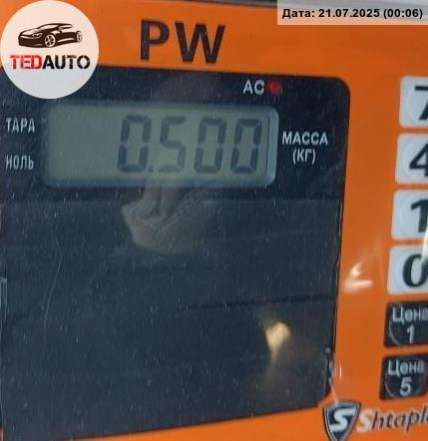 Дата: 21.07.2025 (00:06)
TEDAUTO
PW
AC
ТАРА
НОЛЬ
0.500
МАССА
(КГ)
7
4
1
0
Цена
1
Цена
5
S Shtapl